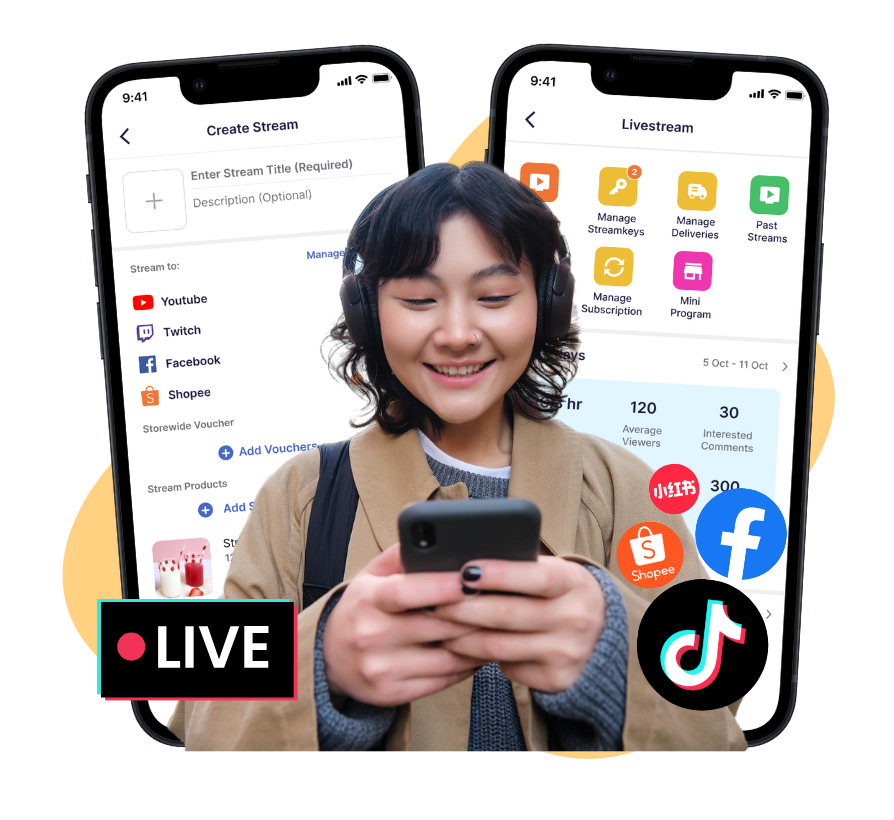 9:41
Create Stream
Enter Stream Title (Required)
Description (Optional)
Stream to:
Manage
Youtube
Twitch
Facebook
Shopee
Storewide Voucher
Add Vouchers
Stream Products
Add
LIVE
9:41
Livestream
2
Manage
Streamkeys
Manage
Deliveries
Past
Streams
Manage
Subscription
Mini
Program
5 Oct - 11 Oct
hr
120
30
Average
Viewers
Interested
Comments
300
小红书
Shopee